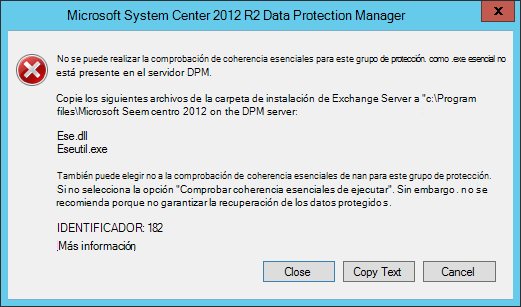 Microsoft System Center 2012 R2 Data Protection Manager
x
No se puede realizar la comprobación de coherencia esenciales para este grupo de protección. como .exe esencial no
está presente en el servidor DPM.
Copie los siguientes archivos de la carpeta de instalación de Exchange Server a "c:\Program
files\Microsoft Seem centro 2012 on the DPM server:
Ese.dll
Eseutil.exe
También puede elegir no a la comprobación de coherencia esenciales de nan para este grupo de protección.
Si no selecciona la opción "Comprobar coherencia esenciales de ejecutar". Sin embargo. no se
recomienda porque no garantizar la recuperación de los datos protegidos.
IDENTIFICADOR: 182
Más información
Close
Copy Text
Cancel